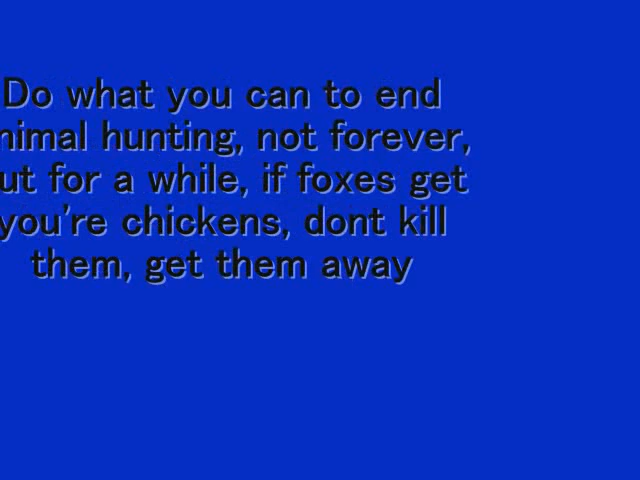 Do what you can to end
nimal hunting, not forever,
ut for a while, if foxes get
you're chickens, dont kill
them, get them away